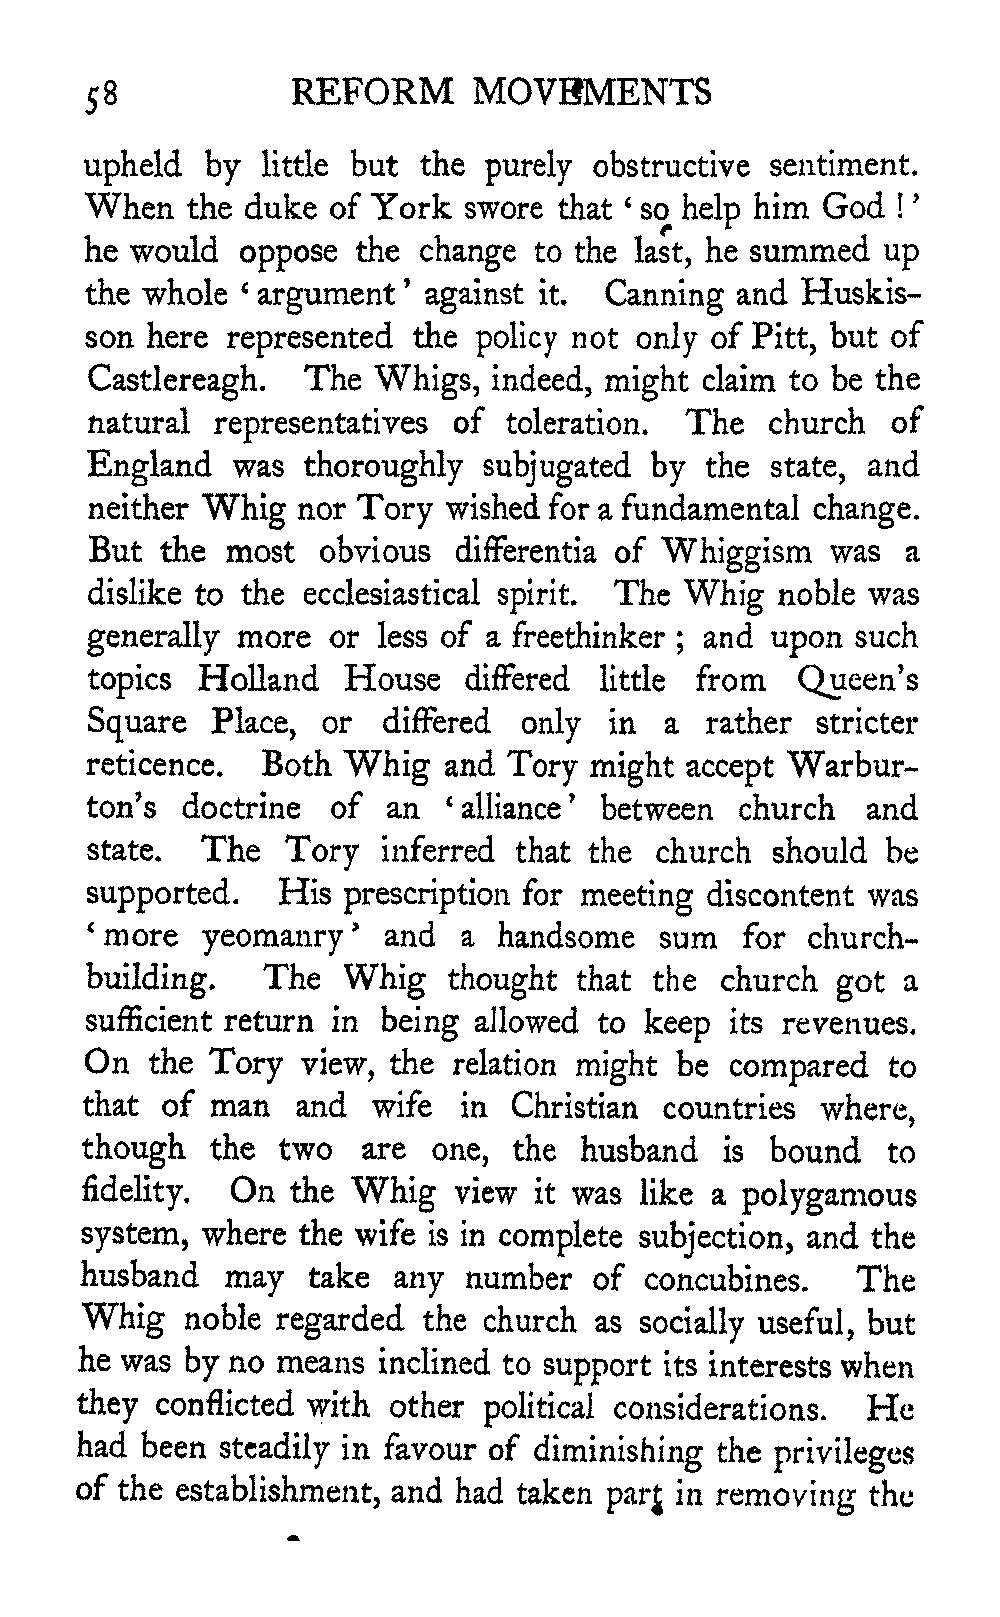 58 REFORM MOVEMENTS
upheld by little but the purely obstructive sentiment.
When the duke of York swore that ‘ so help him God ! ’
he would oppose the change to the last, he summed up
the whole ‘ argument ’ against it. Canning and Huskis-
son here represented the policy not only of Pitt, but of
Castlereagh. The Whigs, indeed, might claim to be the
natural representatives of toleration. The church of
England was thoroughly subjugated by the state, and
neither Whig nor Tory wished for a fundamental change.
But the most obvious differentia of Whiggism was a
dislike to the ecclesiastical spirit. The Whig noble was
generally more or less of a freethinker ; and upon such
topics Holland House differed little from Queen’s
Square Place, or differed only in a rather stricter
reticence. Both Whig and Tory might accept Warbur-
ton’s doctrine of an ‘ alliance ’ between church and
state. The Tory inferred that the church should be
supported. His prescription for meeting discontent was
‘ more yeomanry ’ and a handsome sum for church-
building. The Whig thought that the church got a
sufficient return in being allowed to keep its revenues.
On the Tory view, the relation might be compared to
that of man and wife in Christian countries where,
though the two are one, the husband is bound to
fidelity. On the Whig view it was like a polygamous
system, where the wife is in complete subjection, and the
husband may take any number of concubines. The
Whig noble regarded the church as socially useful, but
he was by no means inclined to support its interests when
they conflicted with other political considerations. He
had been steadily in favour of diminishing the privileges
of the establishment, and had taken part in removing the